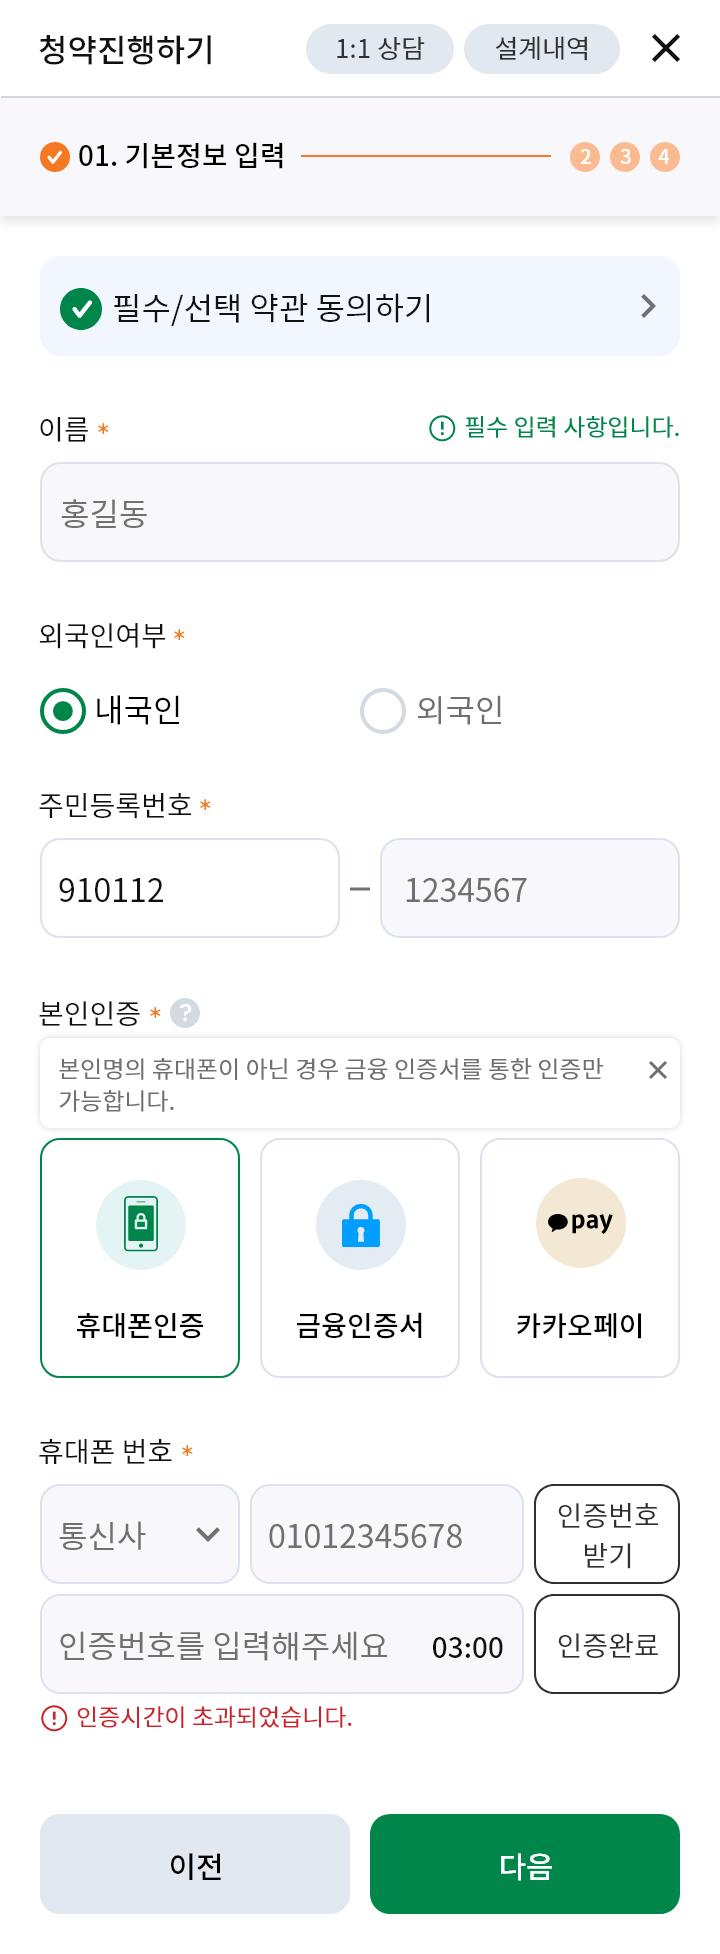 청약진행하기
1:1 상담
설계내역
01. 기본정보 입력
2 3 4
필수/선택 약관 동의하기
이름 *
필수 입력 사항입니다.
홍길동
외국인여부 *
내국인
외국인
주민등록번호 *
910112 – 1234567
본인인증 * ?
본인명의 휴대폰이 아닌 경우 금융 인증서를 통한 인증만
가능합니다.
pay
휴대폰인증
금융인증서
카카오페이
휴대폰 번호 *
통신사
01012345678
인증번호
받기
인증번호를 입력해주세요
03:00
인증완료
인증시간이 초과되었습니다.
이전
다음